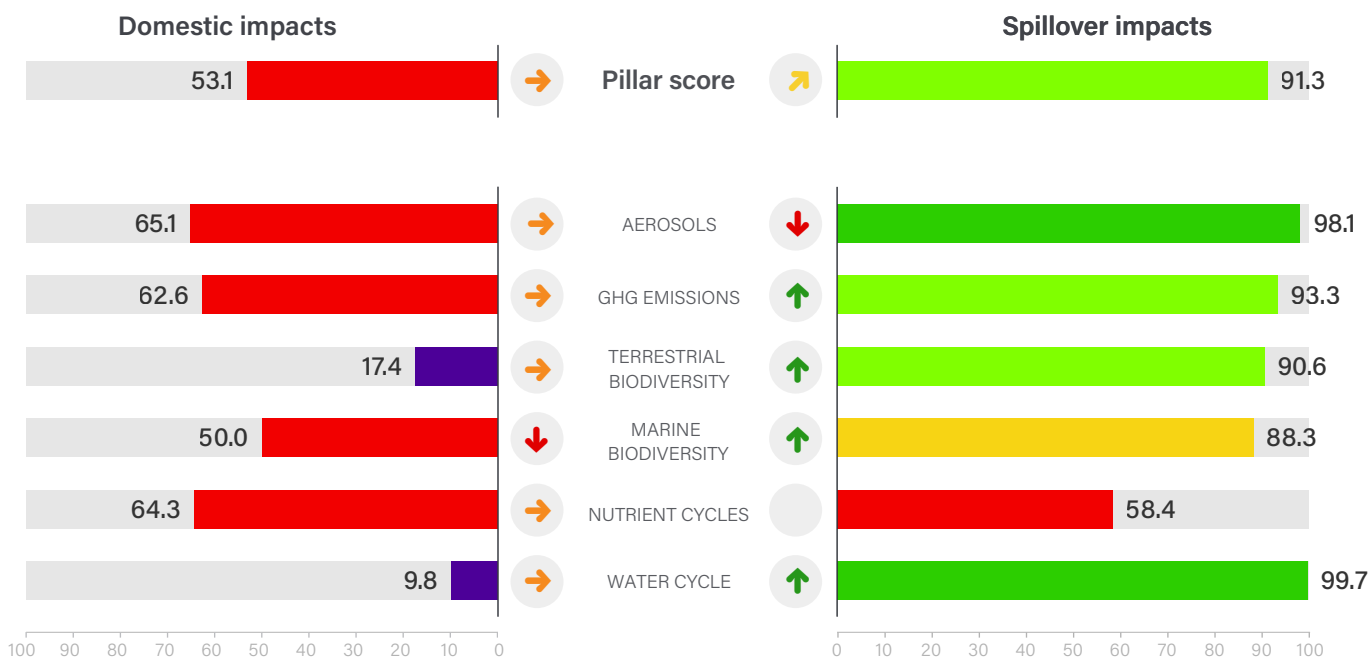 Domestic impacts
Spillover impacts
53.1
Pillar score
91.3
65.1
AEROSOLS
98.1
62.6
GHG EMISSIONS
93.3
17.4
TERRESTRIAL
BIODIVERSITY
90.6
50.0
MARINE
BIODIVERSITY
88.3
64.3
NUTRIENT CYCLES
58.4
9.8
WATER CYCLE
99.7
100 90 80 70 60 50 40 30 20 10 0
0 10 20 30 40 50 60 70 80 90 100